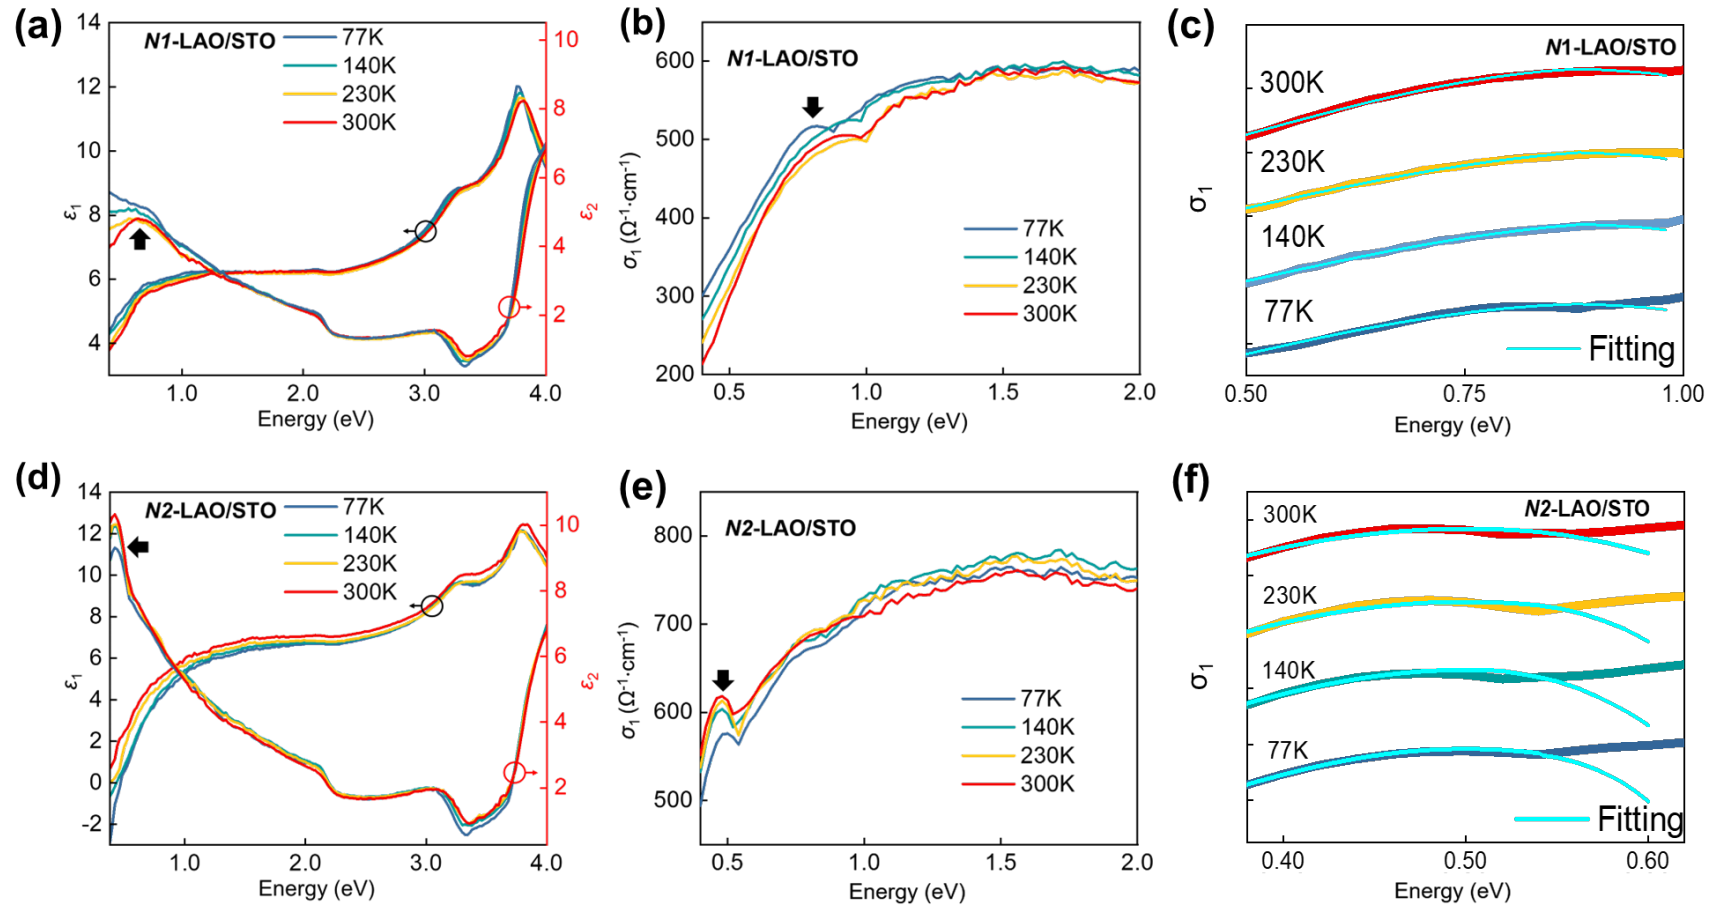 (a)
14
12
10
8
6
4
ε1
N1-LAO/STO
77K
140K
230K
300K
10
8
6
4
2
ε2
1.0 2.0 3.0 4.0
Energy (eV)
(b)
600
500
400
300
200
σ1 (Ω⁻¹·cm⁻¹)
N1-LAO/STO
77K
140K
230K
300K
0.5 1.0 1.5 2.0
Energy (eV)
(c)
σ1
N1-LAO/STO
300K
230K
140K
77K
Fitting
0.50 0.75 1.00
Energy (eV)
(d)
14
12
10
8
6
4
2
0
-2
ε1
N2-LAO/STO
77K
140K
230K
300K
10
8
6
4
2
ε2
1.0 2.0 3.0 4.0
Energy (eV)
(e)
800
700
600
500
σ1 (Ω⁻¹·cm⁻¹)
N2-LAO/STO
77K
140K
230K
300K
0.5 1.0 1.5 2.0
Energy (eV)
(f)
σ1
N2-LAO/STO
300K
230K
140K
77K
Fitting
0.40 0.50 0.60
Energy (eV)